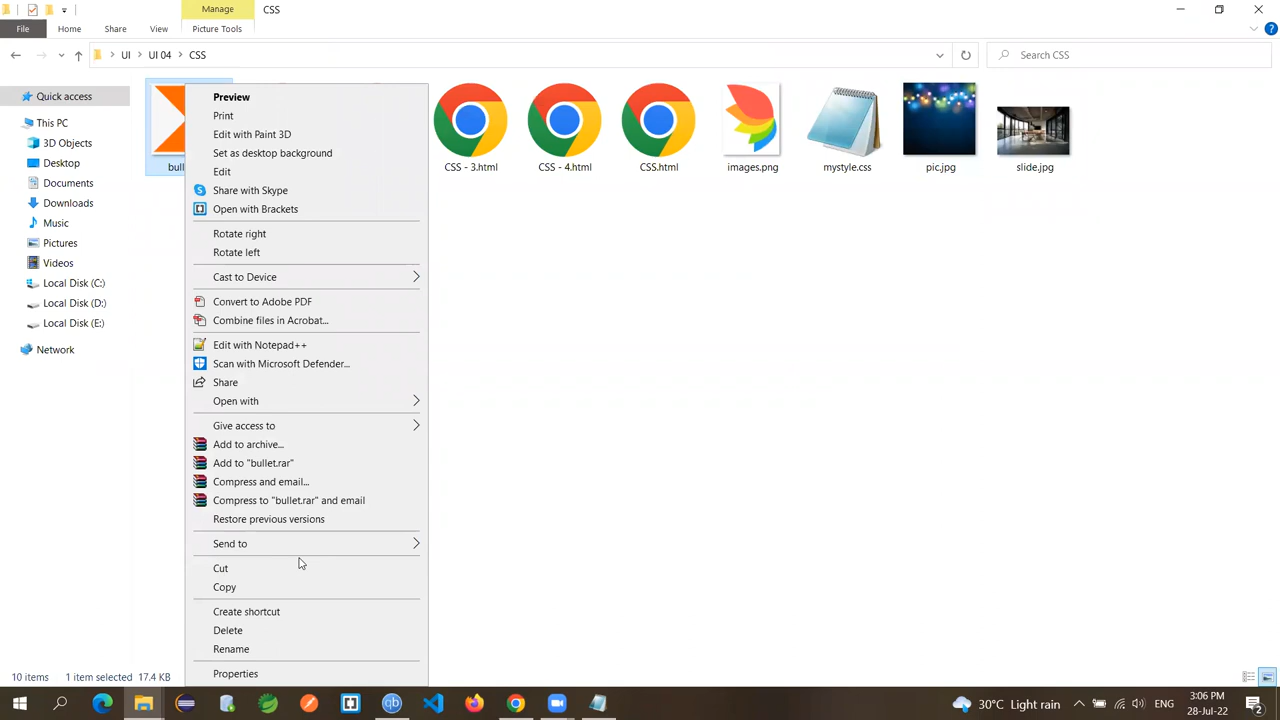 Manage
CSS
File
Home
Share
View
Picture Tools
UI
UI 04
CSS
Search CSS
Quick access
This PC
3D Objects
Desktop
Documents
Downloads
Music
Pictures
Videos
Local Disk (C:)
Local Disk (D:)
Local Disk (E:)
Network
bull
CSS - 3.html
CSS - 4.html
CSS.html
images.png
mystyle.css
pic.jpg
slide.jpg
Preview
Print
Edit with Paint 3D
Set as desktop background
Edit
Share with Skype
Open with Brackets
Rotate right
Rotate left
Cast to Device
Convert to Adobe PDF
Combine files in Acrobat...
Edit with Notepad++
Scan with Microsoft Defender...
Share
Open with
Give access to
Add to archive...
Add to "bullet.rar"
Compress and email...
Compress to "bullet.rar" and email
Restore previous versions
Send to
Cut
Copy
Create shortcut
Delete
Rename
Properties
10 items
1 item selected 17.4 KB
30°C Light rain
ENG
3:06 PM
28-Jul-22
2